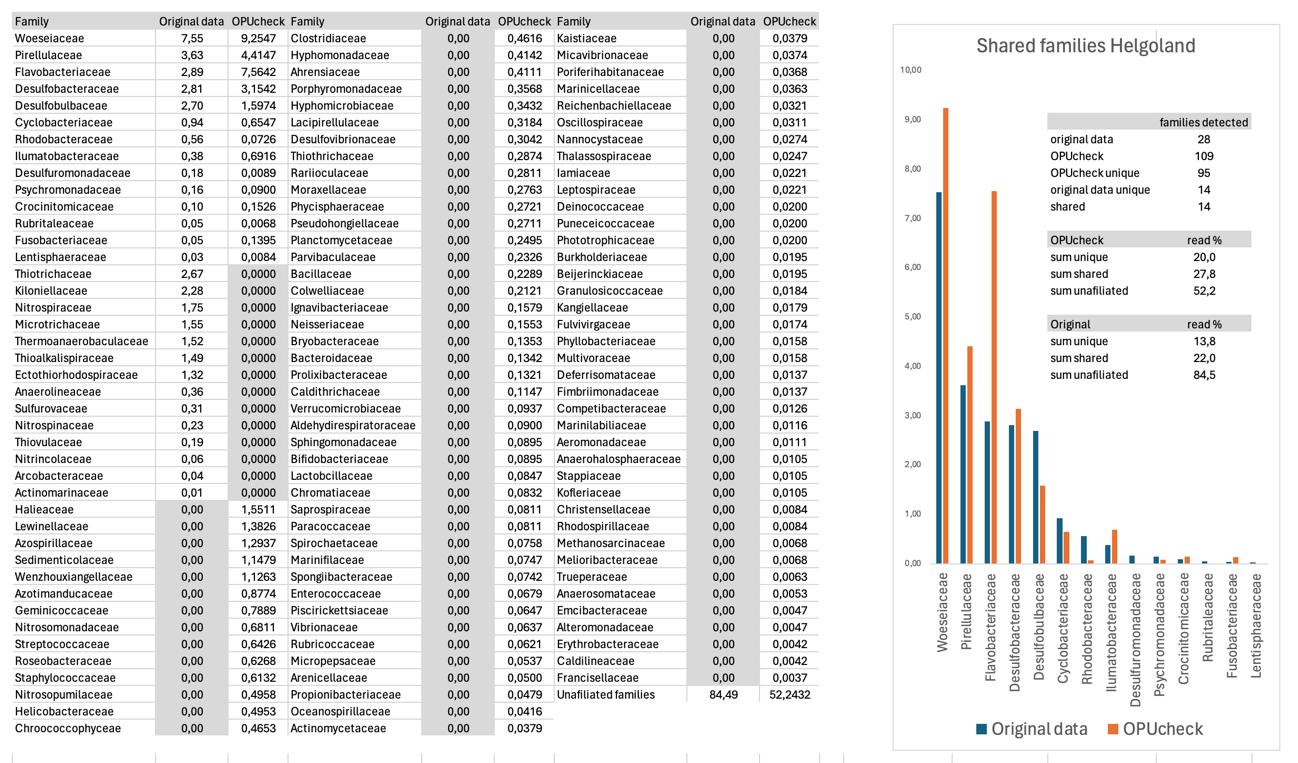 Family Original data OPUcheck Family Original data OPUcheck Family Original data OPUcheck
Woeseiaceae 7,55 9,2547 Clostridiaceae 0,00 0,4616 Kaistiaceae 0,00 0,0379
Pirellulaceae 3,63 4,4147 Hyphomonadaceae 0,00 0,4142 Micavibrionaceae 0,00 0,0374
Flavobacteriaceae 2,89 7,5642 Ahrensiaceae 0,00 0,4111 Poriferihabitanaceae 0,00 0,0368
Desulfobacteraceae 2,81 3,1542 Porphyromonadaceae 0,00 0,3568 Marinicellaceae 0,00 0,0363
Desulfobulbaceae 2,70 1,5974 Hyphomicrobiaceae 0,00 0,3432 Reichenbachiellaceae 0,00 0,0321
Cyclobacteriaceae 0,94 0,6547 Lacipirellulaceae 0,00 0,3184 Oscillospiraceae 0,00 0,0311
Rhodobacteraceae 0,56 0,0726 Desulfovibrionaceae 0,00 0,3042 Nannocystaceae 0,00 0,0274
Ilumatobacteraceae 0,38 0,6916 Thiothrichaceae 0,00 0,2874 Thalassospiraceae 0,00 0,0247
Desulfuromonadaceae 0,18 0,0089 Rariioculaceae 0,00 0,2811 Iamiaceae 0,00 0,0221
Psychromonadaceae 0,16 0,0900 Moraxellaceae 0,00 0,2763 Leptospiraceae 0,00 0,0221
Crocinitomicaceae 0,10 0,1526 Phycisphaeraceae 0,00 0,2721 Deinococcaceae 0,00 0,0200
Rubritaleaceae 0,05 0,0068 Pseudohongiellaceae 0,00 0,2711 Puneceicoccaceae 0,00 0,0200
Fusobacteriaceae 0,05 0,1395 Planctomycetaceae 0,00 0,2495 Phototrophicaceae 0,00 0,0200
Lentisphaeraceae 0,03 0,0084 Parvibaculaceae 0,00 0,2326 Burkholderiaceae 0,00 0,0195
Thiotrichaceae 2,67 0,0000 Bacillaceae 0,00 0,2289 Beijerinckiaceae 0,00 0,0195
Kiloniellaceae 2,28 0,0000 Colwelliaceae 0,00 0,2121 Granulosicoccaceae 0,00 0,0184
Nitrospiraceae 1,75 0,0000 Ignavibacteriaceae 0,00 0,1579 Kangiellaceae 0,00 0,0179
Microtrichaceae 1,55 0,0000 Neisseriaceae 0,00 0,1553 Fulvivirgaceae 0,00 0,0174
Thermoanaerobaculaceae 1,52 0,0000 Bryobacteraceae 0,00 0,1353 Phyllobacteriaceae 0,00 0,0158
Thioalkalispiraceae 1,49 0,0000 Bacteroidaceae 0,00 0,1342 Multivoraceae 0,00 0,0158
Ectothiorhodospiraceae 1,32 0,0000 Prolixibacteraceae 0,00 0,1321 Deferrisomataceae 0,00 0,0137
Anaerolineaceae 0,36 0,0000 Caldithrichaceae 0,00 0,1147 Fimbriimonadaceae 0,00 0,0137
Sulfurovaceae 0,31 0,0000 Verrucomicrobiaceae 0,00 0,0937 Competibacteraceae 0,00 0,0126
Nitrospinaceae 0,23 0,0000 Aldehydirespiratoraceae 0,00 0,0900 Marinilabiliaceae 0,00 0,0116
Thiovulaceae 0,19 0,0000 Sphingomonadaceae 0,00 0,0895 Aeromonadaceae 0,00 0,0111
Nitrincolaceae 0,06 0,0000 Bifidobacteriaceae 0,00 0,0895 Anaerohalosphaeraceae 0,00 0,0105
Arcobacteraceae 0,04 0,0000 Lactobcillaceae 0,00 0,0847 Stappiaceae 0,00 0,0105
Actinomarinaceae 0,01 0,0000 Chromatiaceae 0,00 0,0832 Kofleriaceae 0,00 0,0105
Halieaceae 0,00 1,5511 Saprospiraceae 0,00 0,0811 Christensellaceae 0,00 0,0084
Lewinellaceae 0,00 1,3826 Paracoccaceae 0,00 0,0811 Rhodospirillaceae 0,00 0,0084
Azospirillaceae 0,00 1,2937 Spirochaetaceae 0,00 0,0758 Methanosarcinaceae 0,00 0,0068
Sedimenticolaceae 0,00 1,1479 Marinifilaceae 0,00 0,0747 Melioribacteraceae 0,00 0,0068
Wenzhouxiangellaceae 0,00 1,1263 Spongiibacteraceae 0,00 0,0742 Trueperaceae 0,00 0,0063
Azotimanducaceae 0,00 0,8774 Enterococcaceae 0,00 0,0679 Anaerosomataceae 0,00 0,0053
Geminicoccaceae 0,00 0,7889 Piscirickettsiaceae 0,00 0,0647 Emcibacteraceae 0,00 0,0047
Nitrosomonadaceae 0,00 0,6811 Vibrionaceae 0,00 0,0637 Alteromonadaceae 0,00 0,0047
Streptococcaceae 0,00 0,6426 Rubricoccaceae 0,00 0,0621 Erythrobacteraceae 0,00 0,0042
Roseobacteraceae 0,00 0,6268 Micropepsaceae 0,00 0,0537 Caldilineaceae 0,00 0,0042
Staphylococcaceae 0,00 0,6132 Arenicellaceae 0,00 0,0500 Francisellaceae 0,00 0,0037
Nitrosopumilaceae 0,00 0,4958 Propionibacteriaceae 0,00 0,0479 Unafiliated families 84,49 52,2432
Helicobacteraceae 0,00 0,4953 Oceanospirillaceae 0,00 0,0416
Chroococcophyceae 0,00 0,4653 Actinomycetaceae 0,00 0,0379
Shared families Helgoland
10,00
9,00
8,00
7,00
6,00
5,00
4,00
3,00
2,00
1,00
0,00
families detected
original data 28
OPUcheck 109
OPUcheck unique 95
original data unique 14
shared 14
OPUcheck read %
sum unique 20,0
sum shared 27,8
sum unafiliated 52,2
Original read %
sum unique 13,8
sum shared 22,0
sum unafiliated 84,5
Woeseiaceae
Pirellulaceae
Flavobacteriaceae
Desulfobacteraceae
Desulfobulbaceae
Cyclobacteriaceae
Rhodobacteraceae
Ilumatobacteraceae
Desulfuromonadaceae
Psychromonadaceae
Crocinitomicaceae
Rubritaleaceae
Fusobacteriaceae
Lentisphaeraceae
Original data OPUcheck